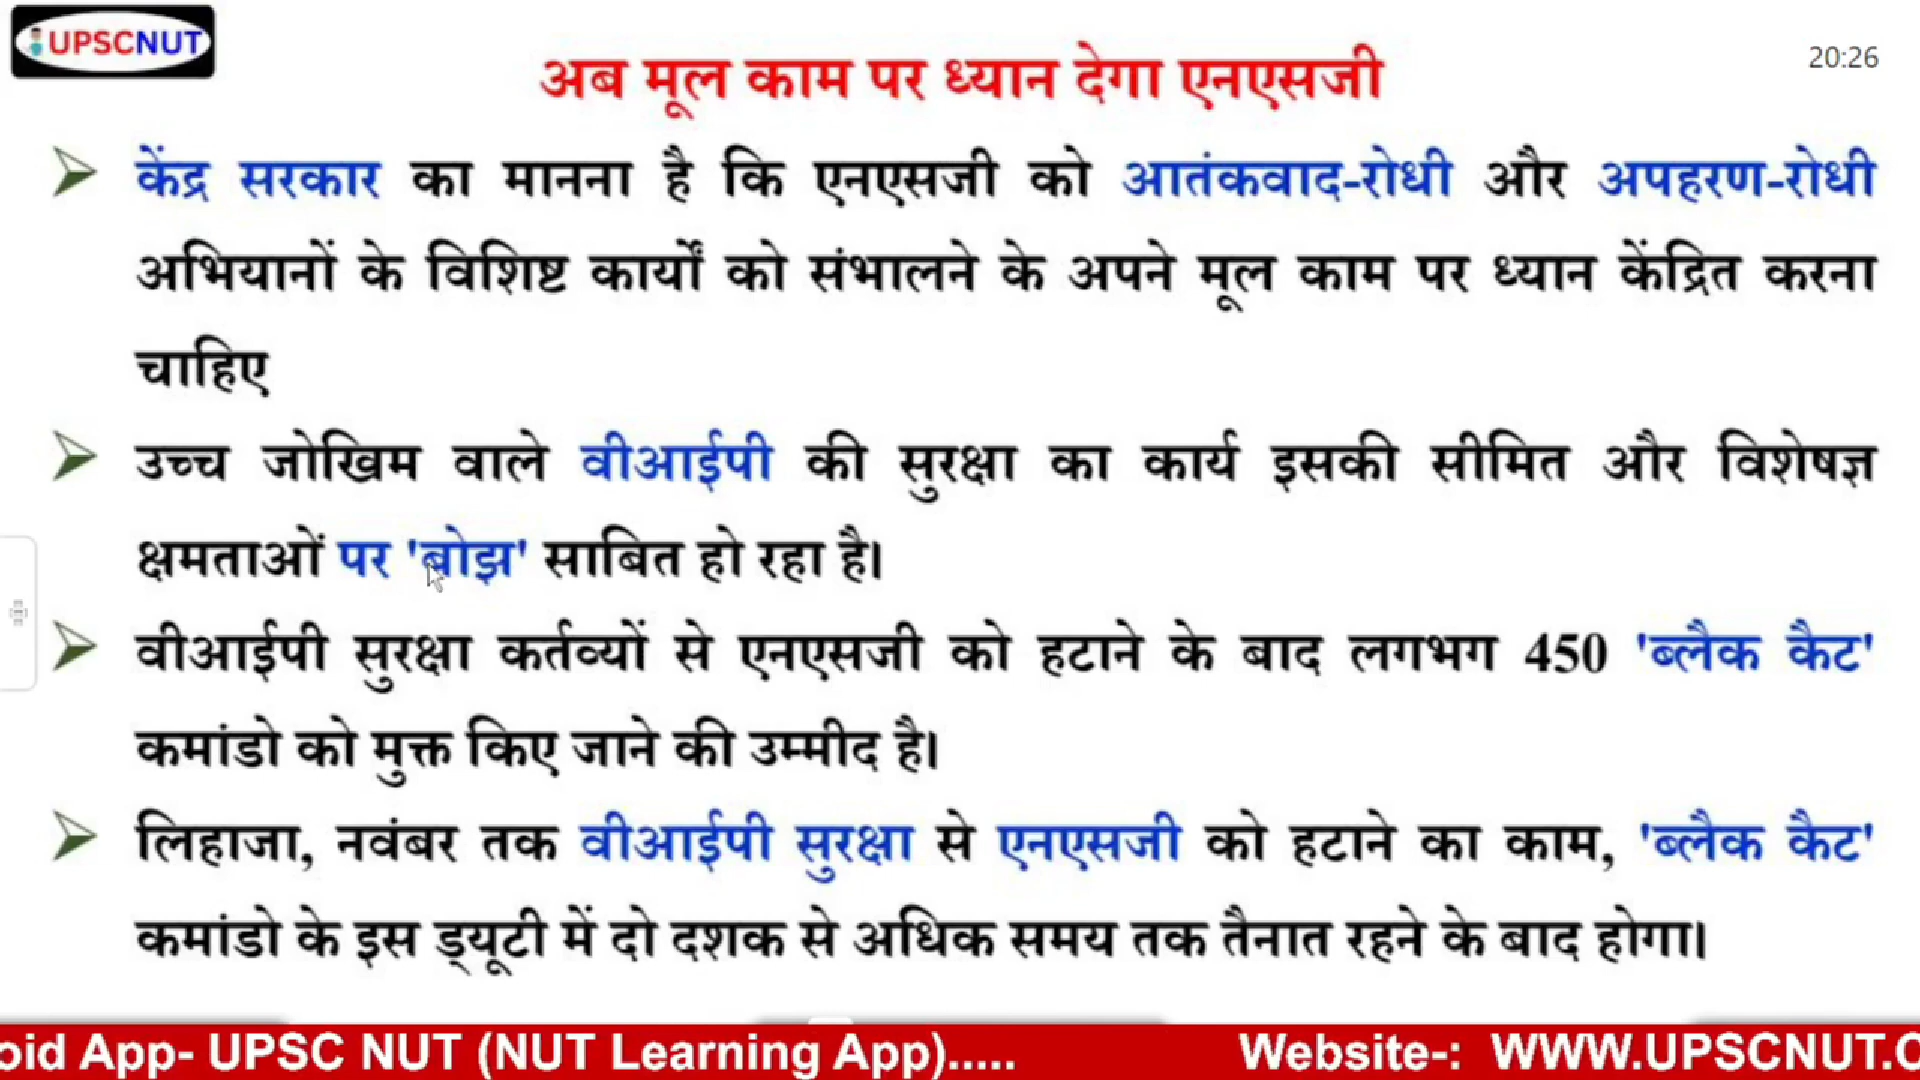 UPSCNUT
20:26
अब मूल काम पर ध्यान देगा एनएसजी
केंद्र सरकार का मानना है कि एनएसजी को आतंकवाद-रोधी और अपहरण-रोधी
अभियानों के विशिष्ट कार्यों को संभालने के अपने मूल काम पर ध्यान केंद्रित करना
चाहिए
उच्च जोखिम वाले वीआईपी की सुरक्षा का कार्य इसकी सीमित और विशेषज्ञ
क्षमताओं पर 'बोझ' साबित हो रहा है।
वीआईपी सुरक्षा कर्तव्यों से एनएसजी को हटाने के बाद लगभग 450 'ब्लैक कैट'
कमांडो को मुक्त किए जाने की उम्मीद है।
लिहाजा, नवंबर तक वीआईपी सुरक्षा से एनएसजी को हटाने का काम, 'ब्लैक कैट'
कमांडो के इस ड्यूटी में दो दशक से अधिक समय तक तैनात रहने के बाद होगा।
oid App- UPSC NUT (NUT Learning App)..... Website-: WWW.UPSCNUT.C